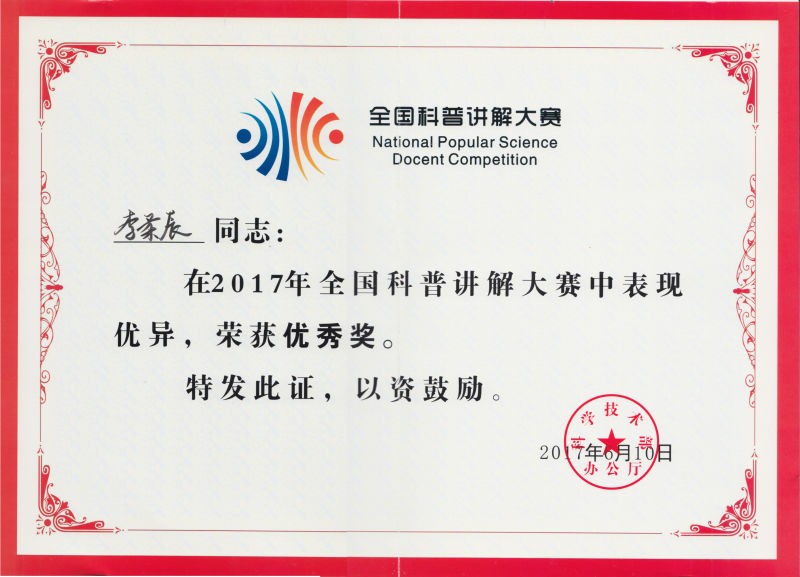 全国科普讲解大赛
National Popular Science
Docent Competition
李荣辰 同志：
在2017年全国科普讲解大赛中表现
优异，荣获优秀奖。
特发此证，以资鼓励。
科学技术部
2017年6月10日
办公厅